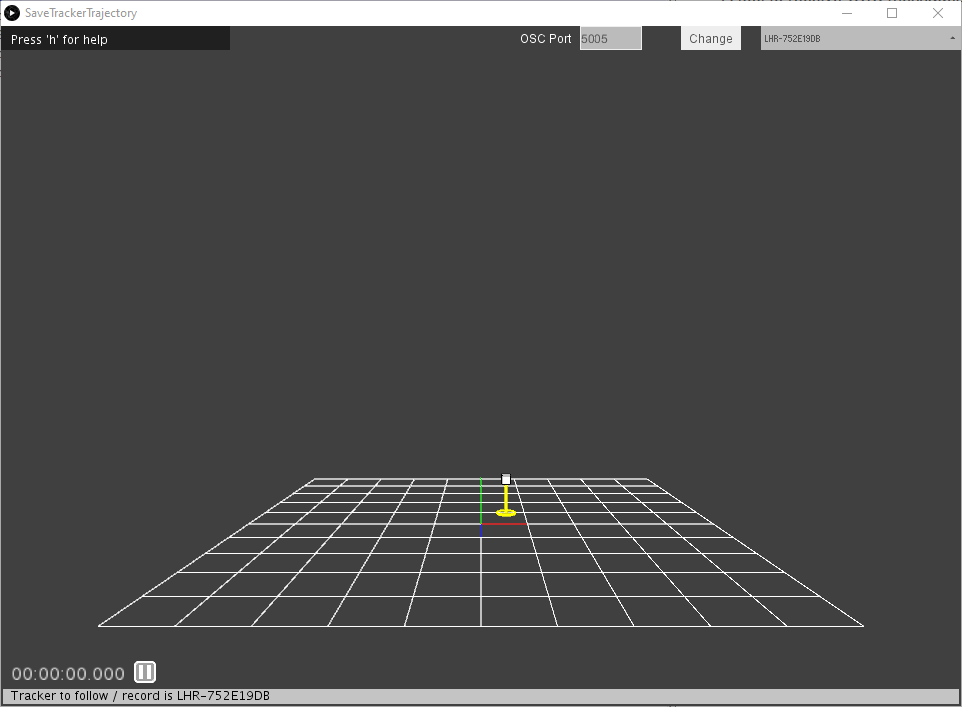 SaveTrackerTrajectory
Press 'h' for help
OSC Port 5005 Change LHR-752E19DB
00:00:00.000
Tracker to follow / record is LHR-752E19DB